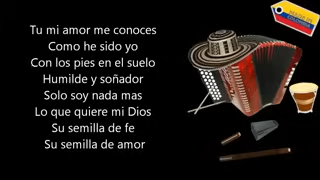 Tu mi amor me conoces
Como he sido yo
Con los pies en el suelo
Humilde y soñador
Solo soy nada mas
Lo que quiere mi Dios
Su semilla de fe
Su semilla de amor